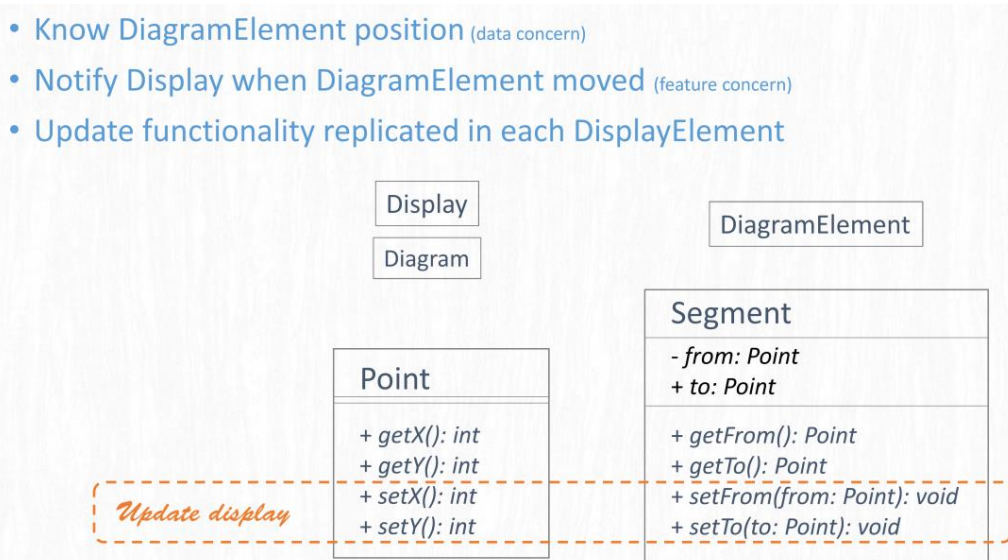 • Know DiagramElement position (data concern)
• Notify Display when DiagramElement moved (feature concern)
• Update functionality replicated in each DisplayElement
Display
Diagram
DiagramElement
Point
+ getX(): int
+ getY(): int
+ setX(): int
+ setY(): int
Segment
- from: Point
+ to: Point
+ getFrom(): Point
+ getTo(): Point
+ setFrom(from: Point): void
+ setTo(to: Point): void
Update display